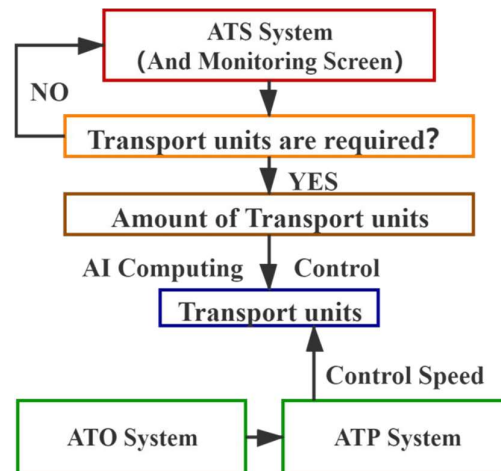 ATS System
(And Monitoring Screen)
NO
Transport units are required?
YES
Amount of Transport units
AI Computing Control
Transport units
Control Speed
ATO System
ATP System